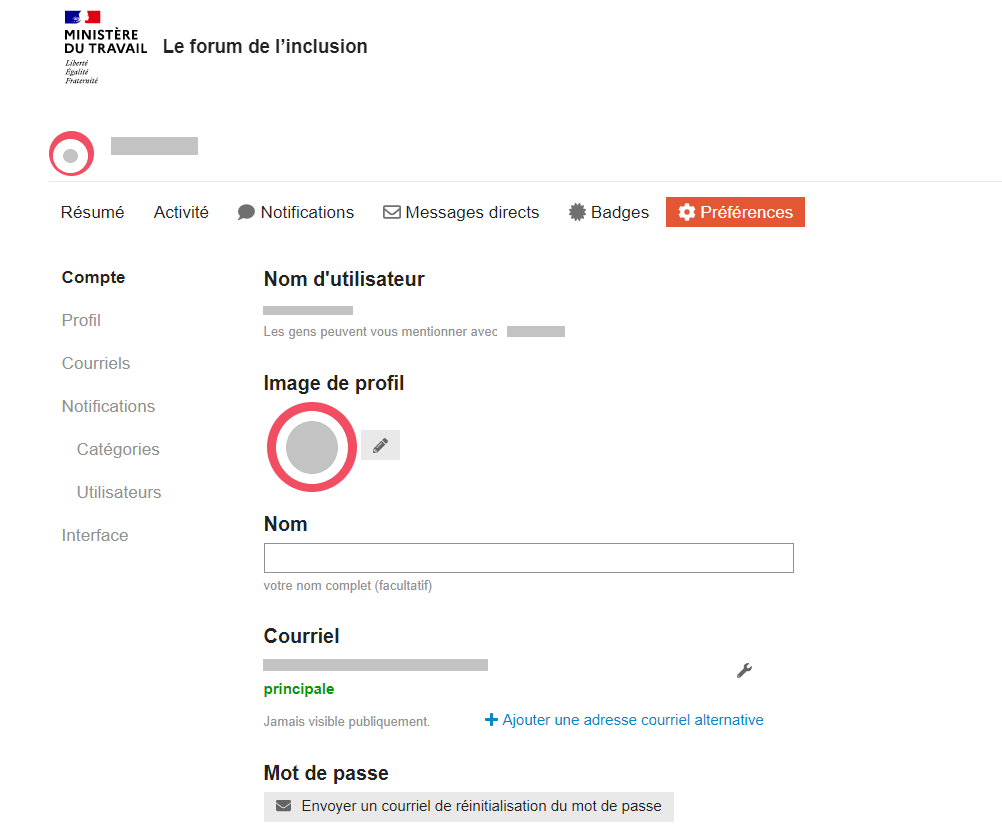 MINISTÈRE
DU TRAVAIL
Liberté
Égalité
Fraternité
Le forum de l’inclusion
Résumé Activité Notifications Messages directs Badges Préférences
Compte
Profil
Courriels
Notifications
Catégories
Utilisateurs
Interface
Nom d'utilisateur
Les gens peuvent vous mentionner avec
Image de profil
Nom
votre nom complet (facultatif)
Courriel
principale
Jamais visible publiquement.
Ajouter une adresse courriel alternative
Mot de passe
Envoyer un courriel de réinitialisation du mot de passe